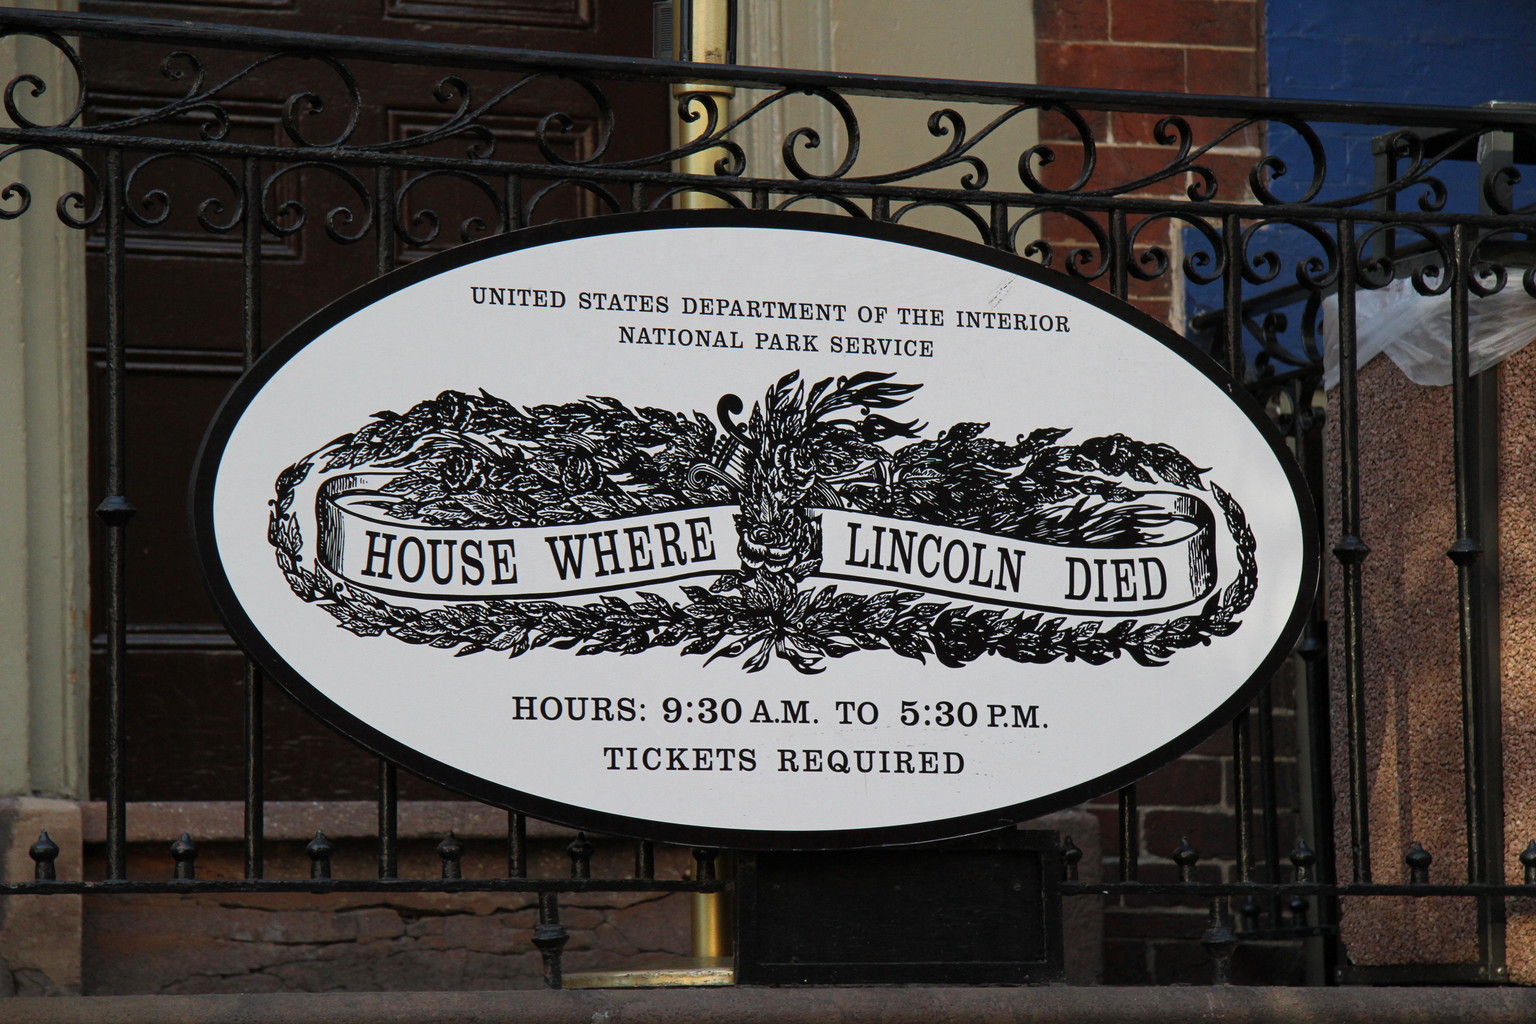 UNITED STATES DEPARTMENT OF THE INTERIOR
NATIONAL PARK SERVICE
HOUSE WHERE LINCOLN DIED
HOURS: 9:30 A.M. TO 5:30 P.M.
TICKETS REQUIRED